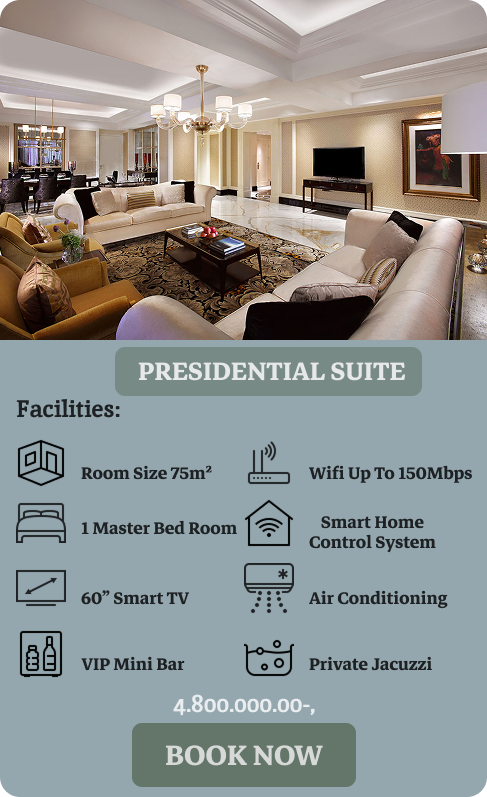 PRESIDENTIAL SUITE
Facilities:
Room Size 75m²
Wifi Up To 150Mbps
1 Master Bed Room
Smart Home
Control System
60” Smart TV
Air Conditioning
VIP Mini Bar
Private Jacuzzi
4.800.000.00-,
BOOK NOW